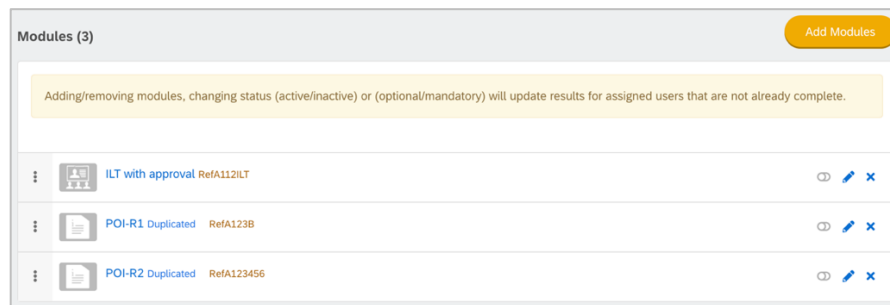 Modules (3)
Add Modules
Adding/removing modules, changing status (active/inactive) or (optional/mandatory) will update results for assigned users that are not already complete.
ILT with approval RefA112ILT
POI-R1 Duplicated RefA123B
POI-R2 Duplicated RefA123456